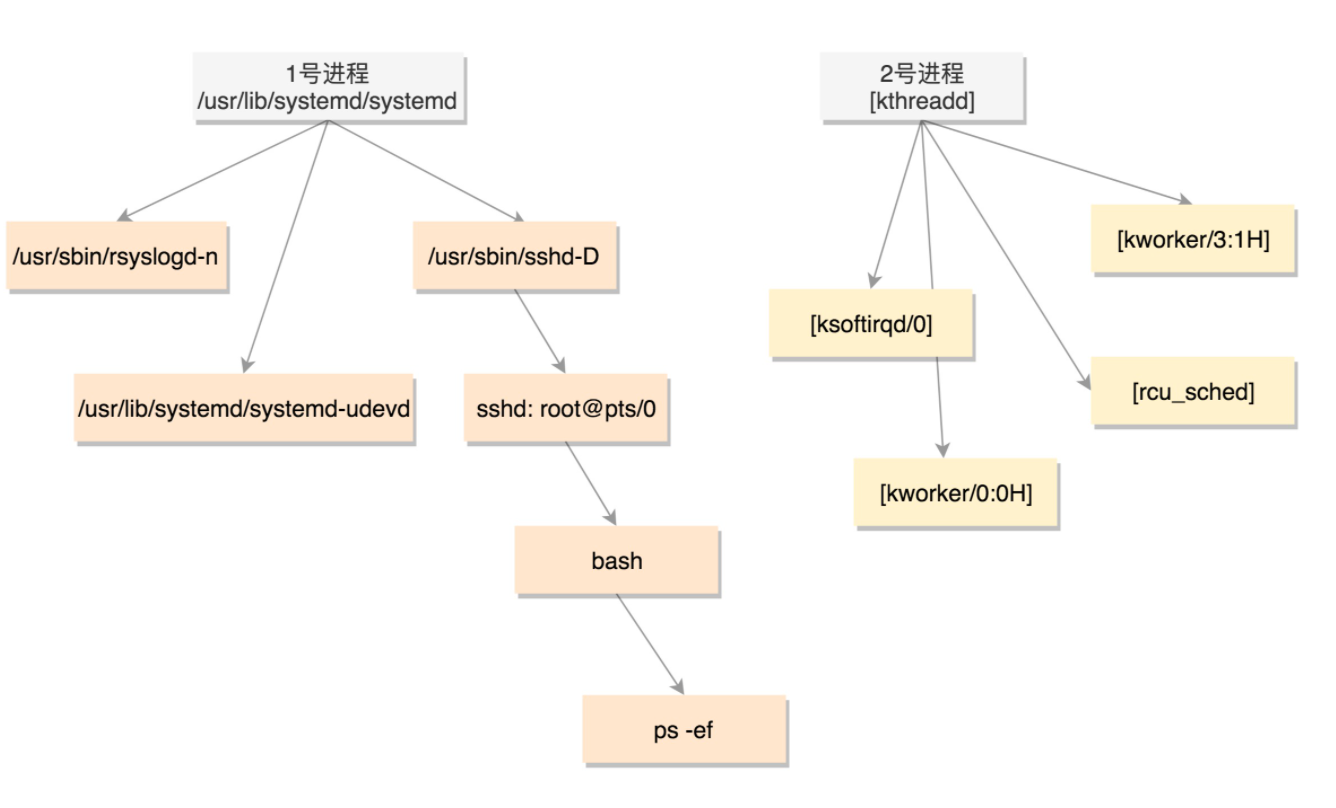 1号进程
/usr/lib/systemd/systemd
2号进程
[kthreadd]
/usr/sbin/rsyslogd-n
/usr/sbin/sshd-D
[kworker/3:1H]
[ksoftirqd/0]
/usr/lib/systemd/systemd-udevd
sshd: root@pts/0
[rcu_sched]
[kworker/0:0H]
bash
ps -ef